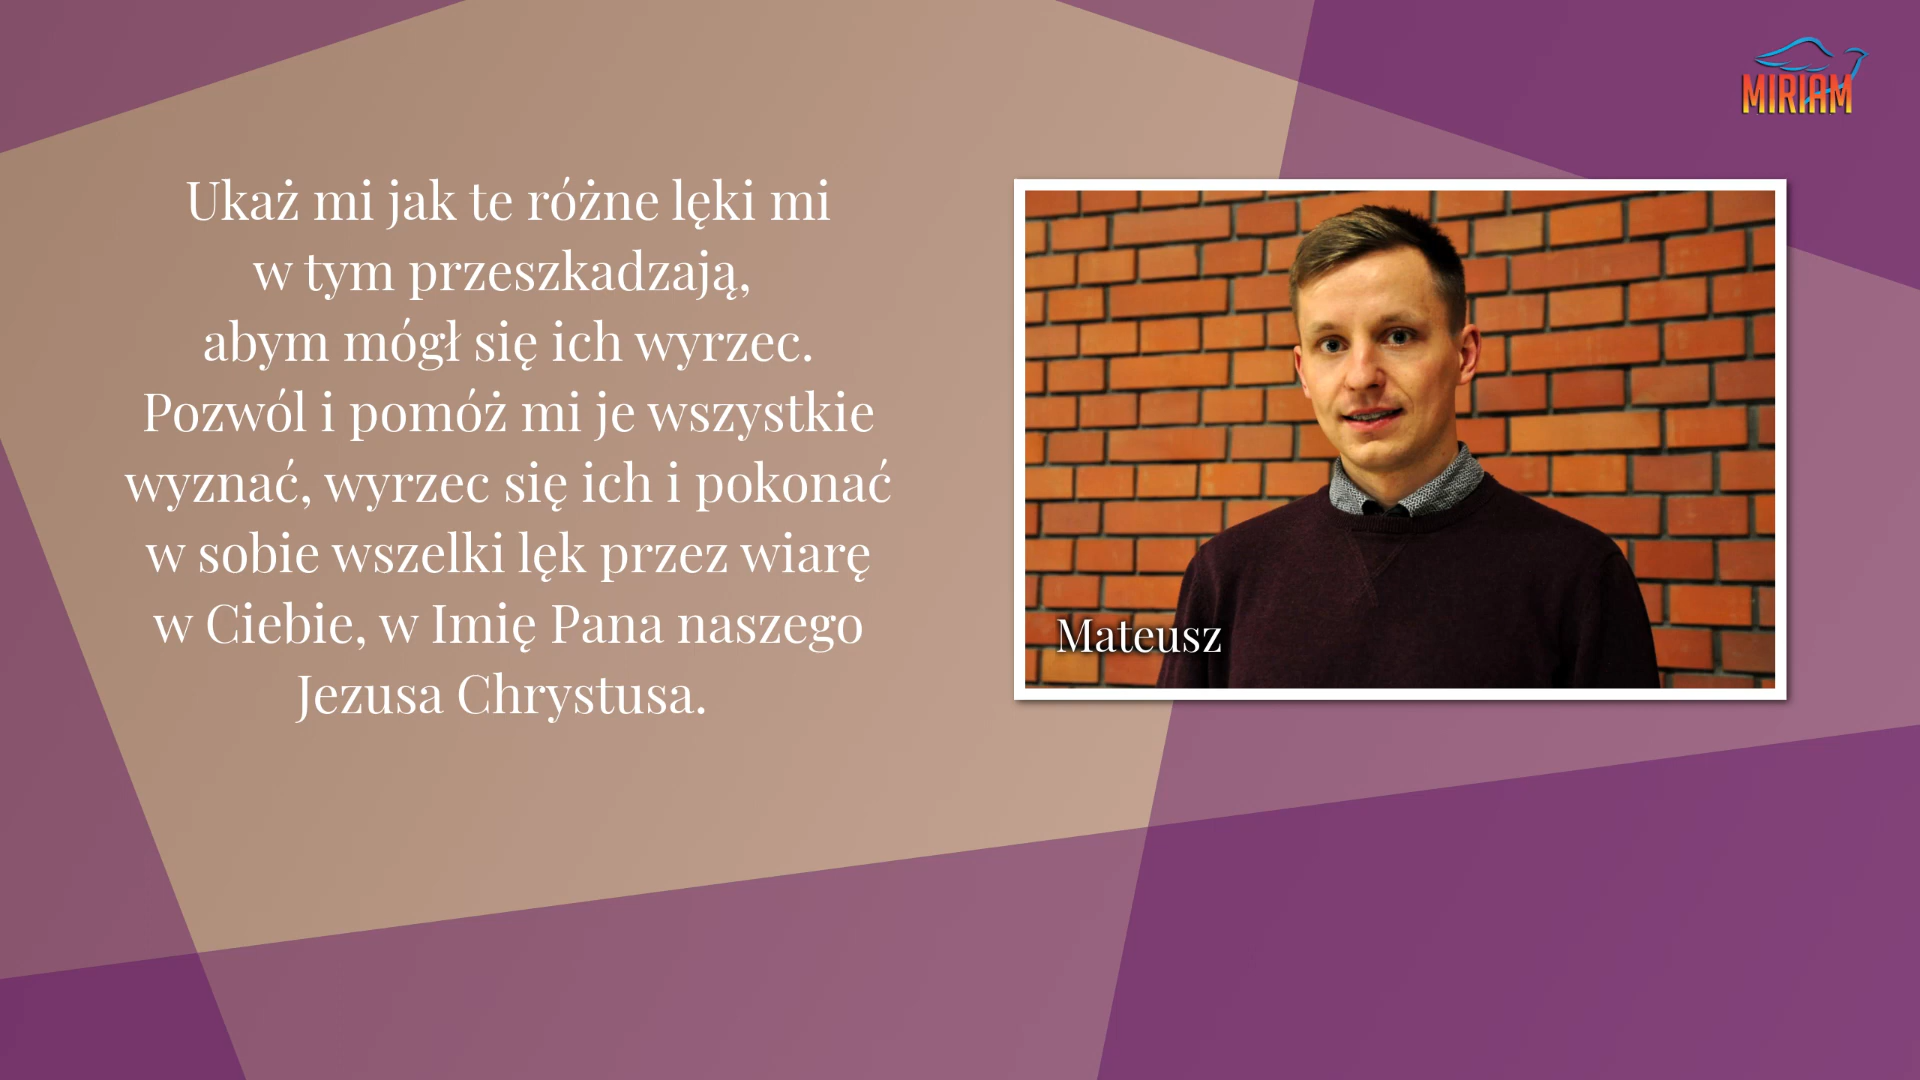 MIRIAM
Ukaż mi jak te różne lęki mi
w tym przeszkadzają,
abym mógł się ich wyrzec.
Pozwól i pomóż mi je wszystkie
wyznać, wyrzec się ich i pokonać
w sobie wszelki lęk przez wiarę
w Ciebie, w Imię Pana naszego
Jezusa Chrystusa.
Mateusz